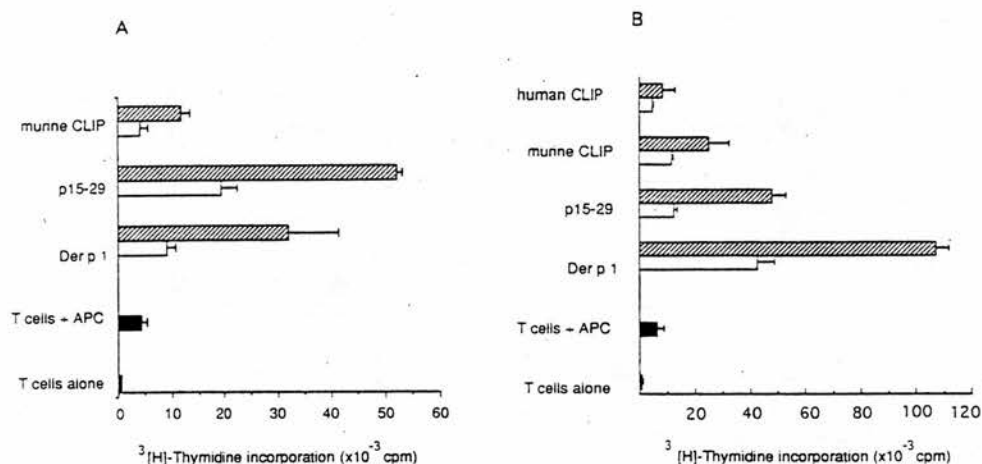 A
murine CLIP
p15-29
Der p 1
T cells + APC
T cells alone
0 10 20 30 40 50 60
3[H]-Thymidine incorporation (x10-3 cpm)
B
human CLIP
murine CLIP
p15-29
Der p 1
T cells + APC
T cells alone
20 40 60 80 100 120
3[H]-Thymidine incorporation (x10-3 cpm)